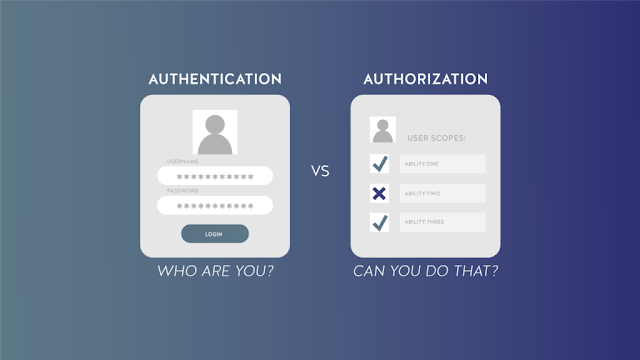 AUTHENTICATION
USERNAME
***********
PASSWORD
***********
LOGIN
WHO ARE YOU?
VS
AUTHORIZATION
USER SCOPES:
ABILITY:ONE
ABILITY:TWO
ABILITY:THREE
CAN YOU DO THAT?